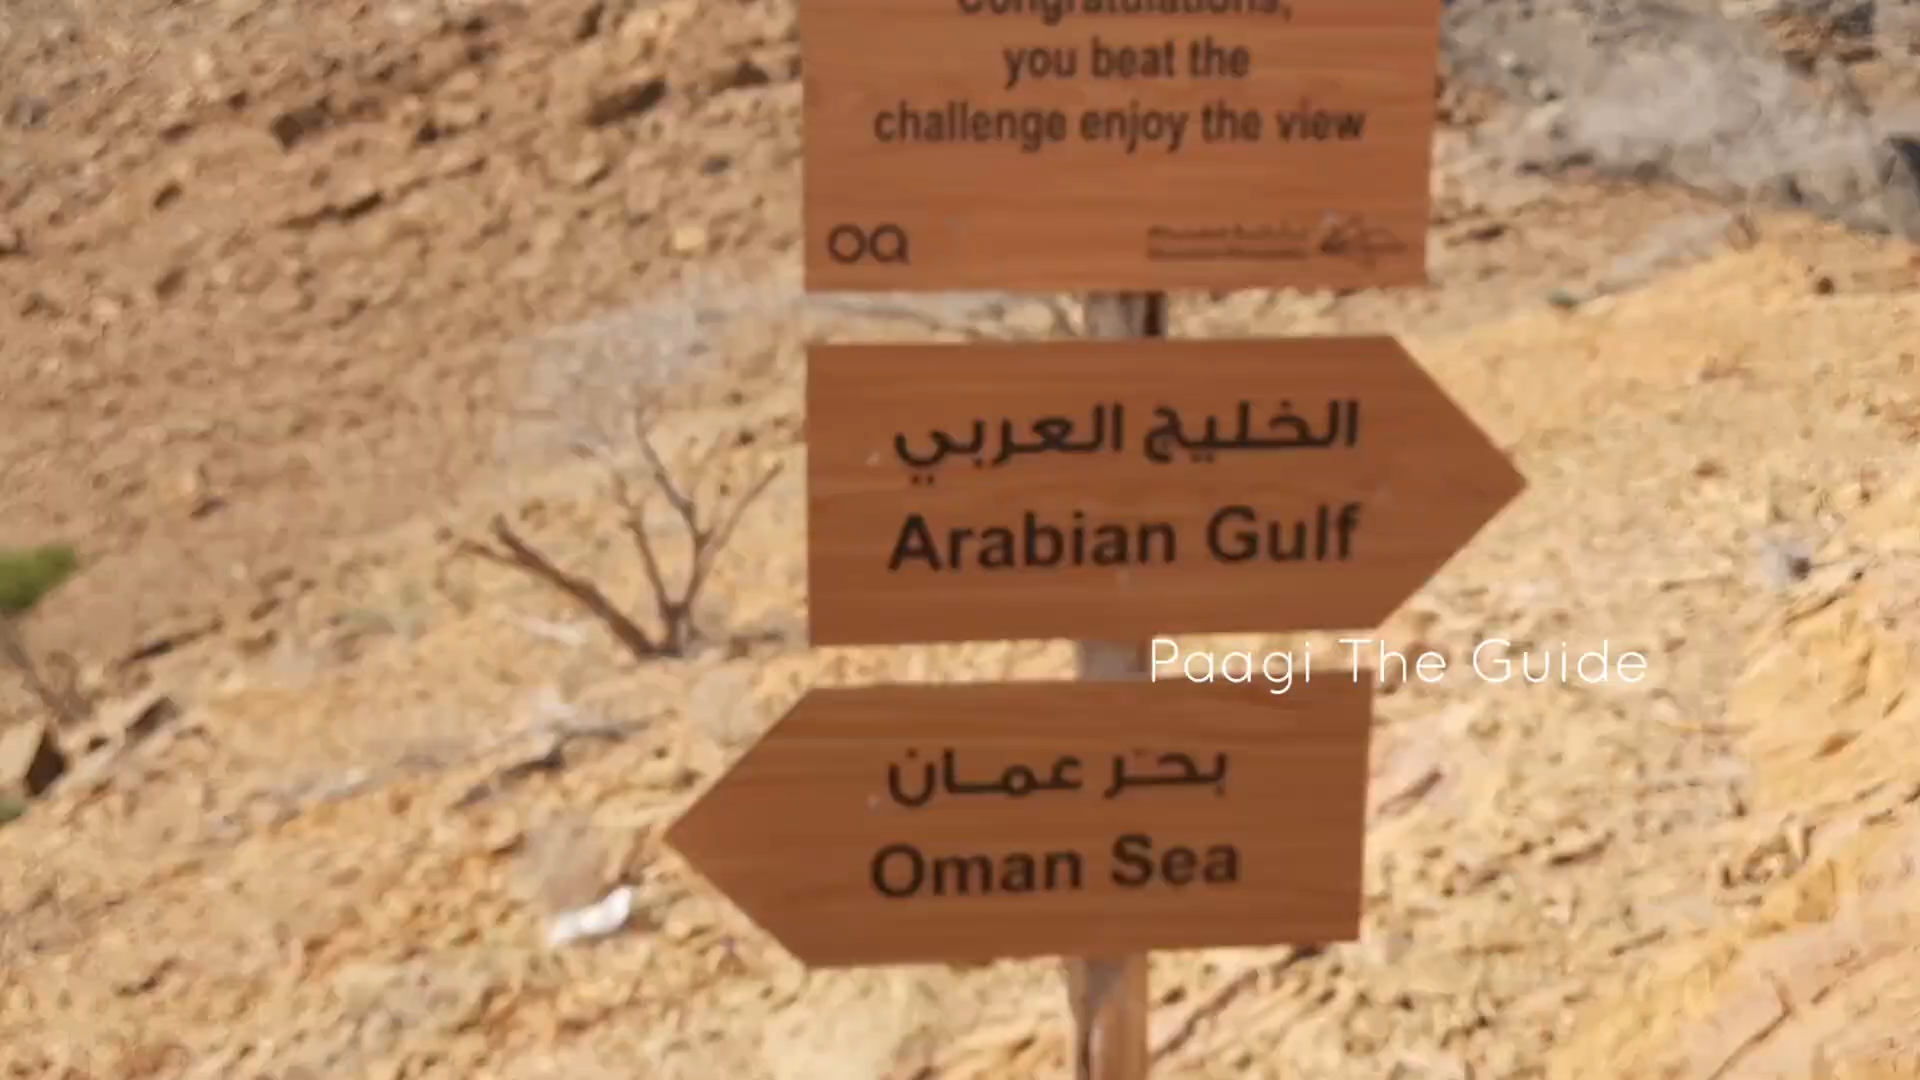 Congratulations,
you beat the
challenge enjoy the view
OQ
الخليج العربي
Arabian Gulf
Paagi The Guide
بحر عمان
Oman Sea